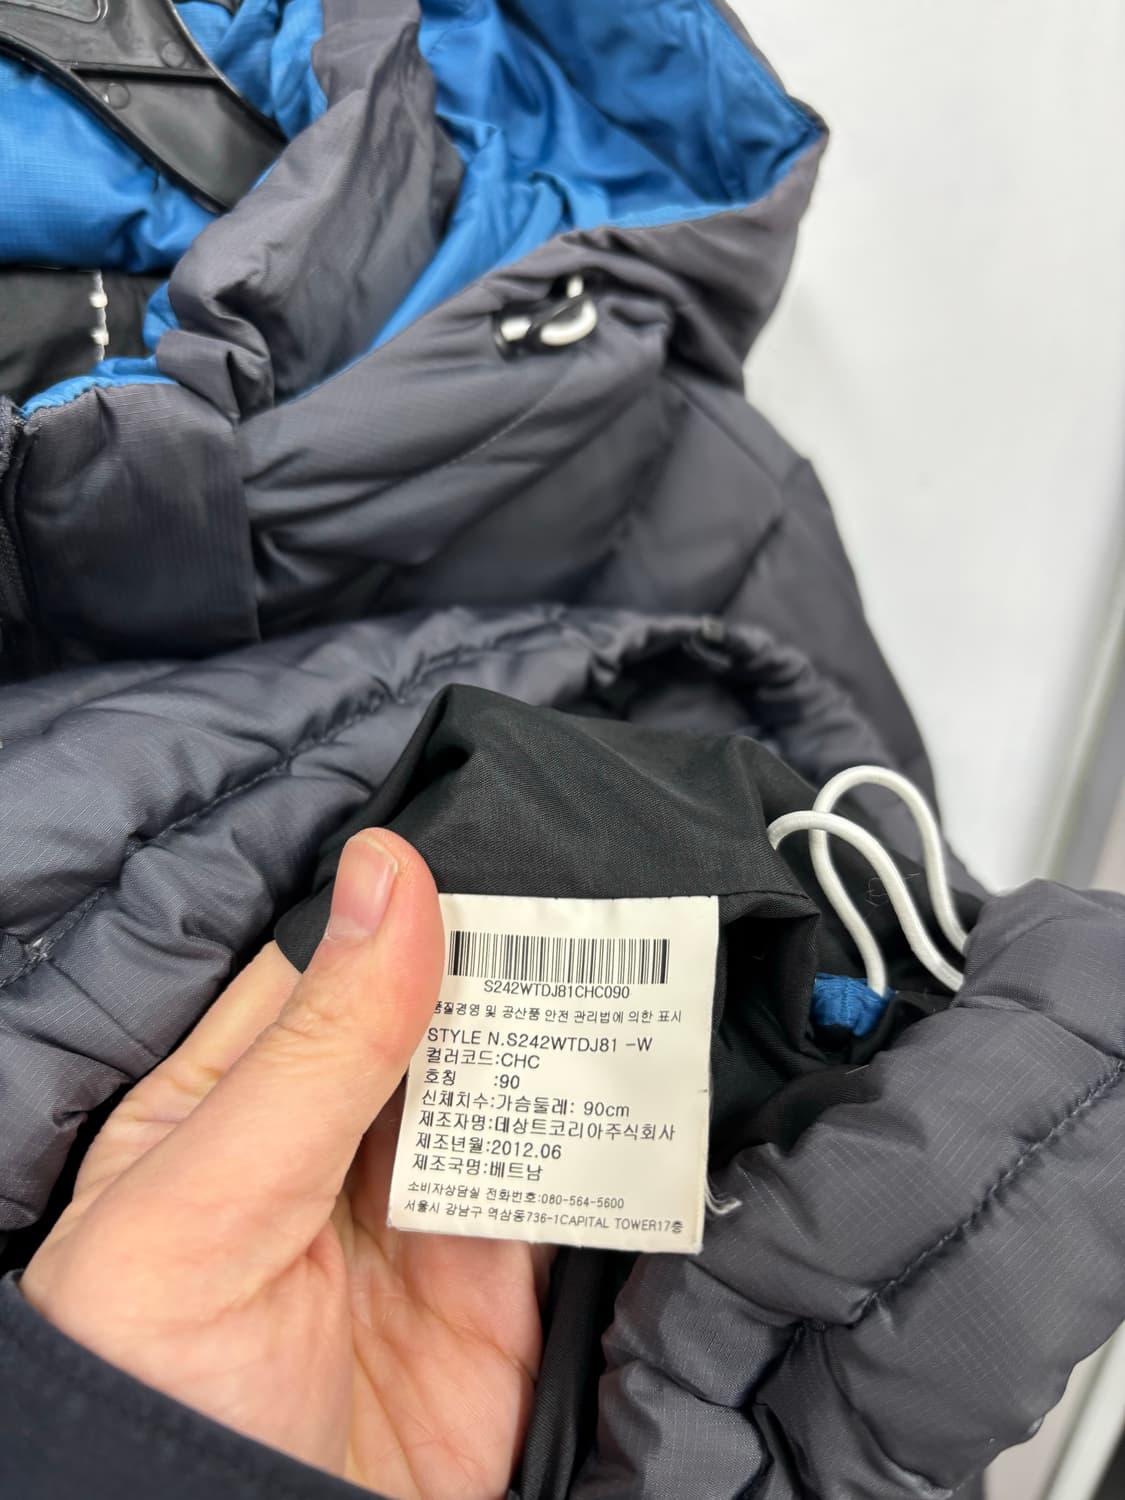 S242WTDJ81CHC090
품질경영 및 공산품 안전 관리법에 의한 표시
STYLE N.S242WTDJ81 -W
컬러코드:CHC
호칭 :90
신체치수:가슴둘레: 90cm
제조자명:데상트코리아주식회사
제조년월:2012.06
제조국명:베트남
소비자상담실 전화번호:080-564-5600
서울시 강남구 역삼동736-1CAPITAL TOWER17층